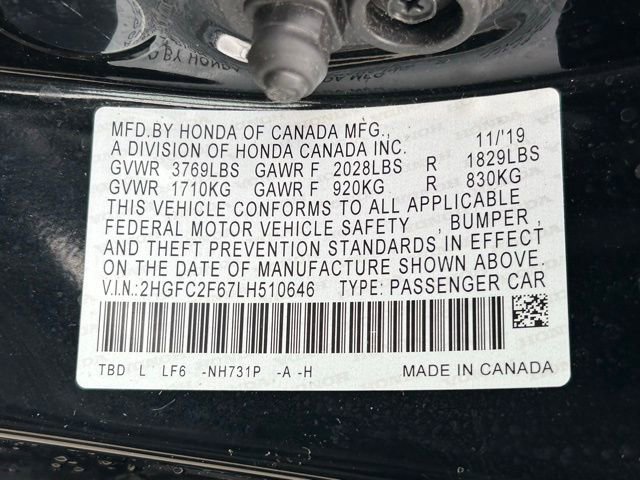 MFD.BY HONDA OF CANADA MFG.,
A DIVISION OF HONDA CANADA INC. 11/'19
GVWR 3769LBS GAWR F 2028LBS R 1829LBS
GVWR 1710KG GAWR F 920KG R 830KG
THIS VEHICLE CONFORMS TO ALL APPLICABLE
FEDERAL MOTOR VEHICLE SAFETY , BUMPER ,
AND THEFT PREVENTION STANDARDS IN EFFECT
ON THE DATE OF MANUFACTURE SHOWN ABOVE.
V.I.N.:2HGFC2F67LH510646 TYPE: PASSENGER CAR
TBD L LF6 -NH731P -A -H MADE IN CANADA